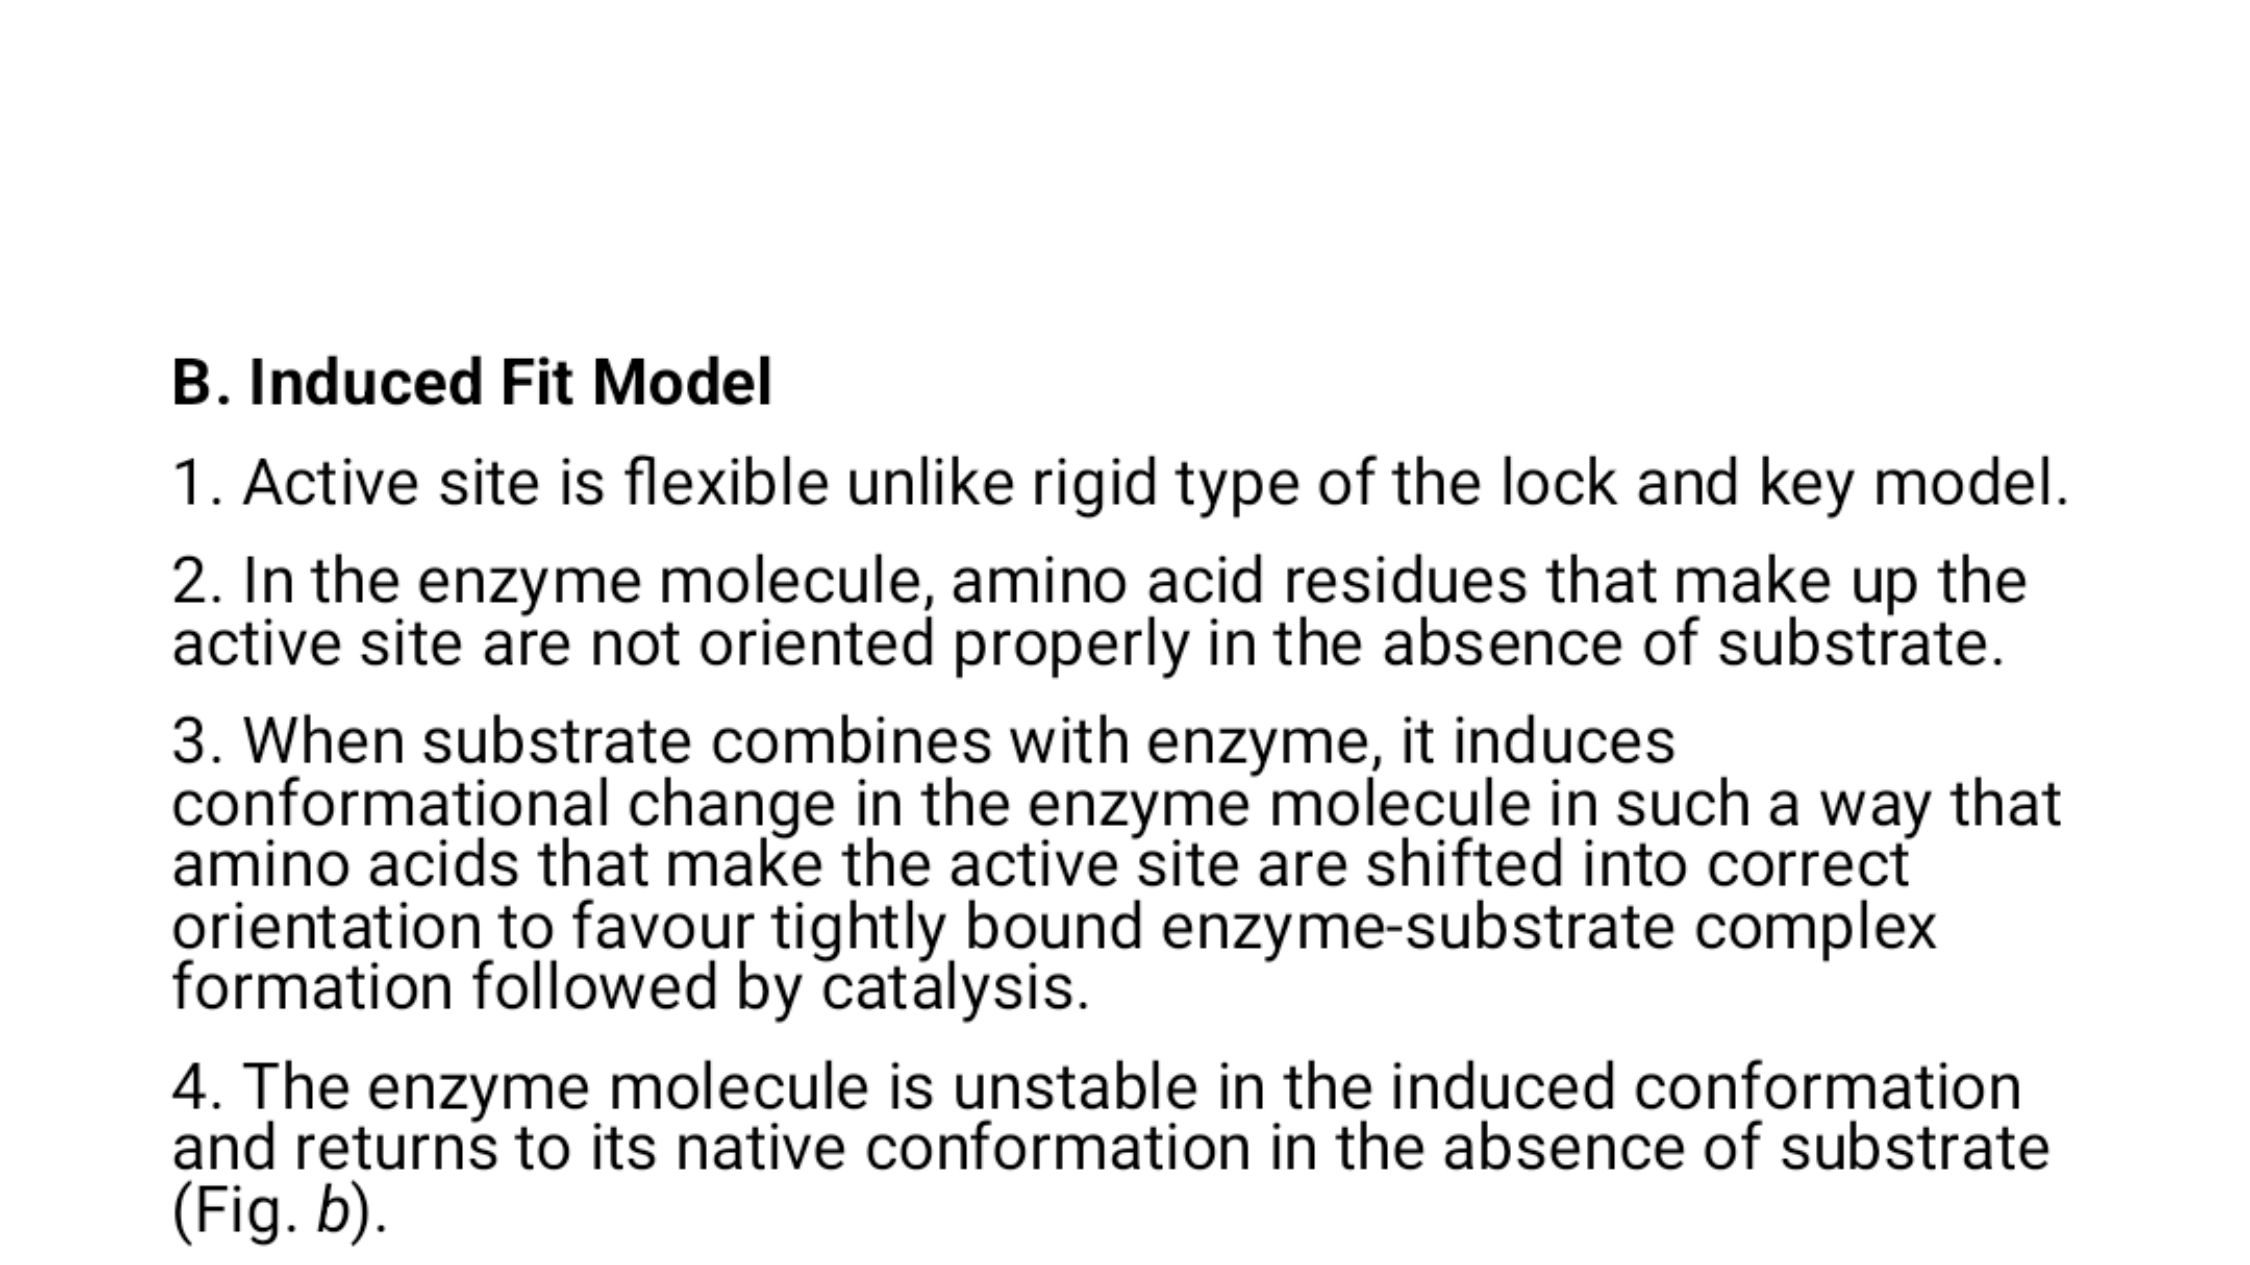 B. Induced Fit Model
1. Active site is flexible unlike rigid type of the lock and key model.
2. In the enzyme molecule, amino acid residues that make up the
active site are not oriented properly in the absence of substrate.
3. When substrate combines with enzyme, it induces
conformational change in the enzyme molecule in such a way that
amino acids that make the active site are shifted into correct
orientation to favour tightly bound enzyme-substrate complex
formation followed by catalysis.
4. The enzyme molecule is unstable in the induced conformation
and returns to its native conformation in the absence of substrate
(Fig. b).